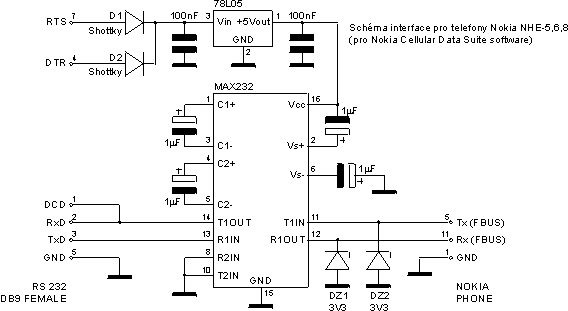 78L05
RTS 7 D1 Shottky
100nF
3 Vin +5Vout 1
GND
2
100nF
Schéma interface pro telefony Nokia NHE-5,6,8
(pro Nokia Cellular Data Suite software)
DTR 4 D2 Shottky
MAX232
1 C1+
+
1µF
3 C1-
4 C2+
+
1µF
5 C2-
Vcc 16
Vs+ 2
1µF
+
Vs- 6
1µF
+
DCD 1
RxD 2
14 T1OUT
T1IN 11
5 Tx (FBUS)
TxD 3
13 R1IN
R1OUT 12
11 Rx (FBUS)
GND 5
8 R2IN
10 T2IN
1 GND
GND
15
RS 232
DB9 FEMALE
DZ1
3V3
DZ2
3V3
NOKIA
PHONE